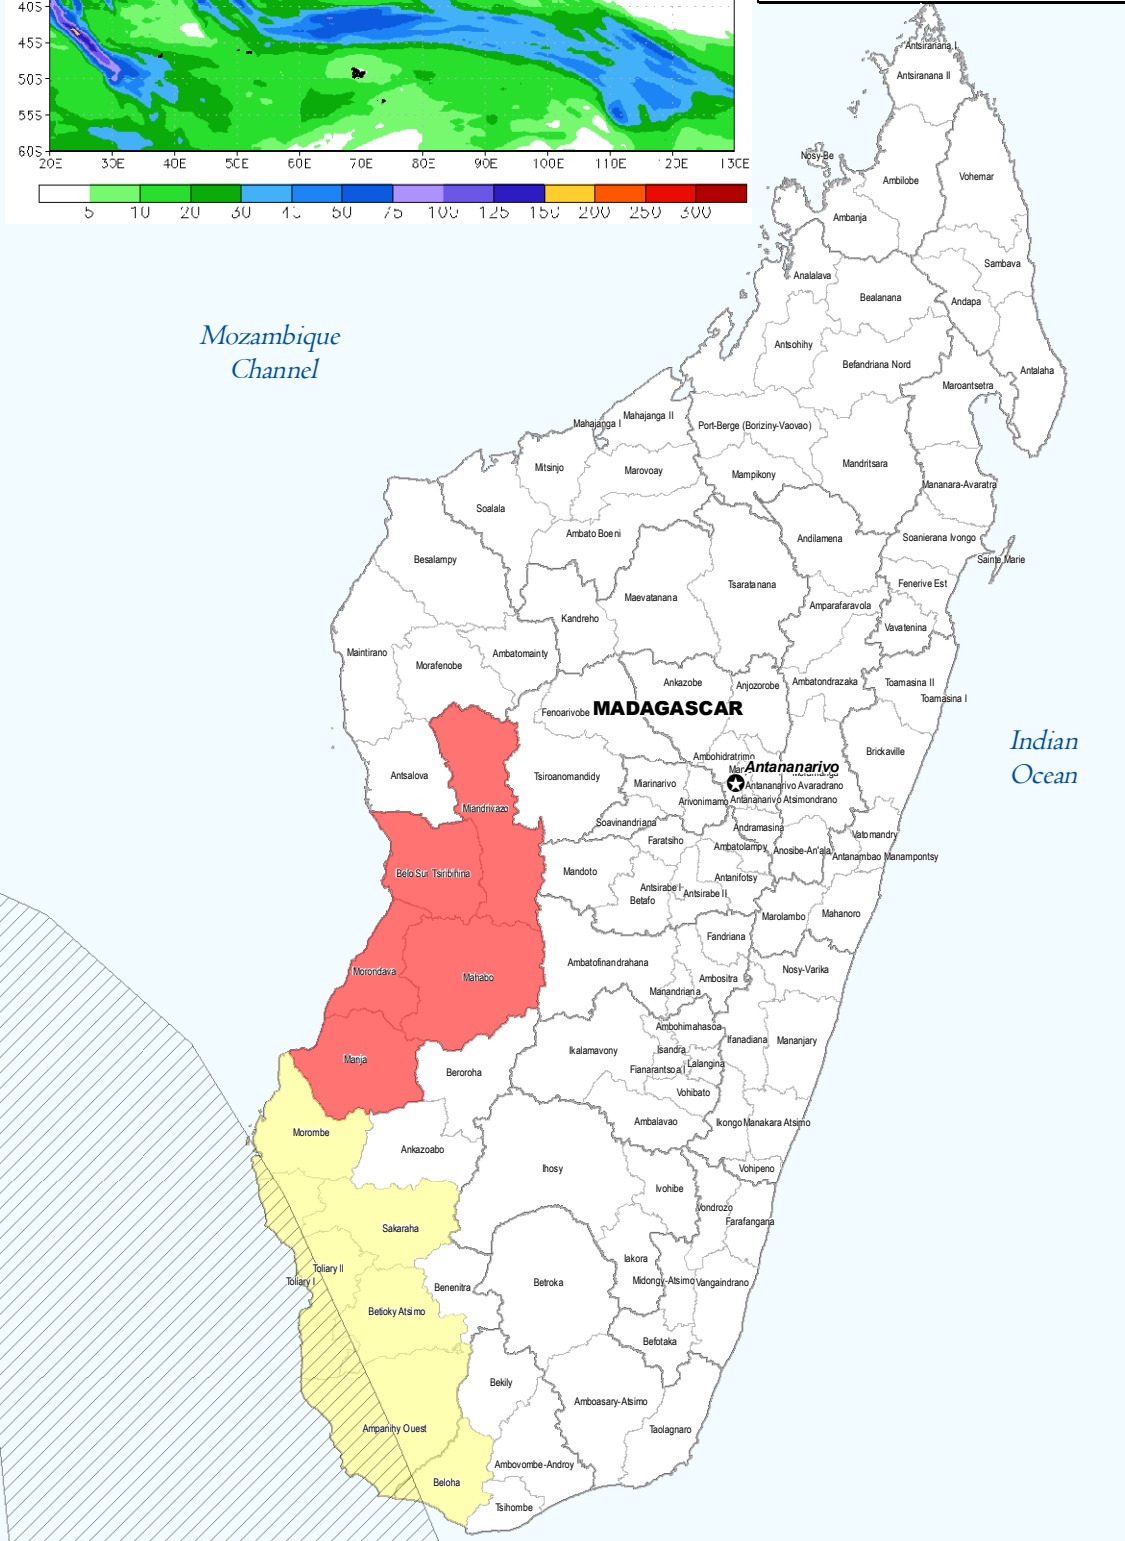 40S
45S
50S
55S
60S
20E 30E 40E 50E 60E 70E 80E 90E 100E 110E 120E 130E
5 10 20 30 40 50 75 100 125 150 200 250 300
Antsiranana I
Antsiranana II
Nosy-Be
Ambilobe
Vohemar
Ambanja
Sambava
Analalava
Bealanana
Andapa
Mozambique
Channel
Antsohihy
Befandriana Nord
Antalaha
Maroantsetra
Mahajanga II
Mahajanga I
Port-Berge (Boriziny-Vaovao)
Mitsinjo
Marovoay
Mampikony
Mandritsara
Mananara-Avaratra
Soalala
Ambato Boeni
Andilamena
Soanierana Ivongo
Besalampy
Sainte Marie
Tsaratanana
Fenerive Est
Maevatanana
Amparafaravola
Kandreho
Vavatenina
Maintirano
Ambatomainty
Morafenobe
Ankazobe
Anjozorobe
Ambatondrazaka
Toamasina II
Toamasina I
Fenoarivobe
MADAGASCAR
Indian
Ocean
Brickaville
Ambohidratrimo
Antananarivo
Antsalova
Tsiroanomandidy
Marinarivo
Antananarivo Avaradrano
Arivonimamo
Antananarivo Atsimondrano
Miandrivazo
Soavinandriana
Andramasina
Vatomandry
Faratsiho
Ambatolampy
Anosibe-An'ala
Antanambao Manampontsy
Belo Sur Tsiribihina
Mandoto
Antanifotsy
Antsirabe I
Antsirabe II
Betafo
Marolambo
Mahanoro
Fandriana
Ambatofinandrahana
Morondava
Mahabo
Nosy-Varika
Ambositra
Manandriana
Ambohimahasoa
Ifanadiana
Mananjary
Manja
Ikalamavony
Isandra
Beroroha
Lalangina
Fianarantsoa I
Vohibato
Ambalavao
Ikongo
Manakara Atsimo
Morombe
Ankazoabo
Ihosy
Vohipeno
Ivohibe
Vondrozo
Farafangana
Sakaraha
Iakora
Toliary II
Toliary I
Benenitra
Betroka
Midongy-Atsimo
Vangaindrano
Betioky Atsimo
Befotaka
Bekily
Amboasary-Atsimo
Ampanihy Ouest
Taolagnaro
Ambovombe-Androy
Beloha
Tsihombe